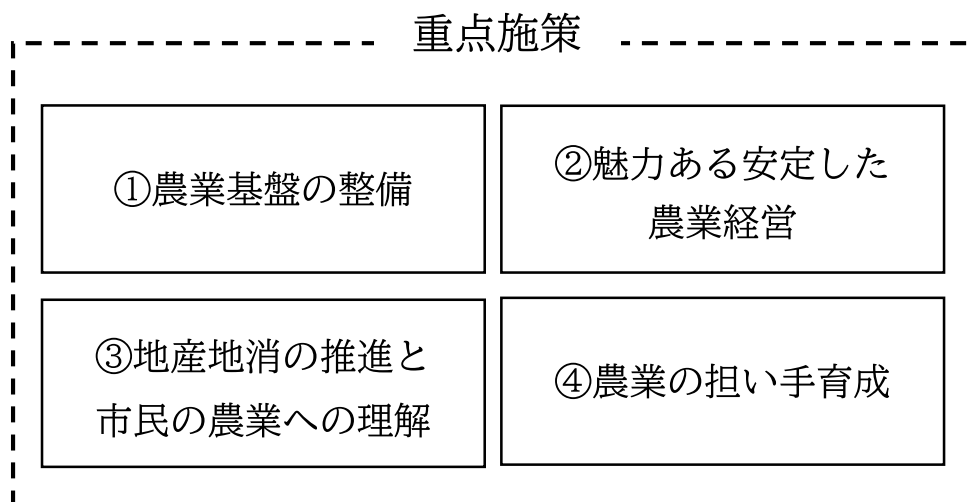 重点施策
①農業基盤の整備
②魅力ある安定した
農業経営
③地産地消の推進と
市民の農業への理解
④農業の担い手育成